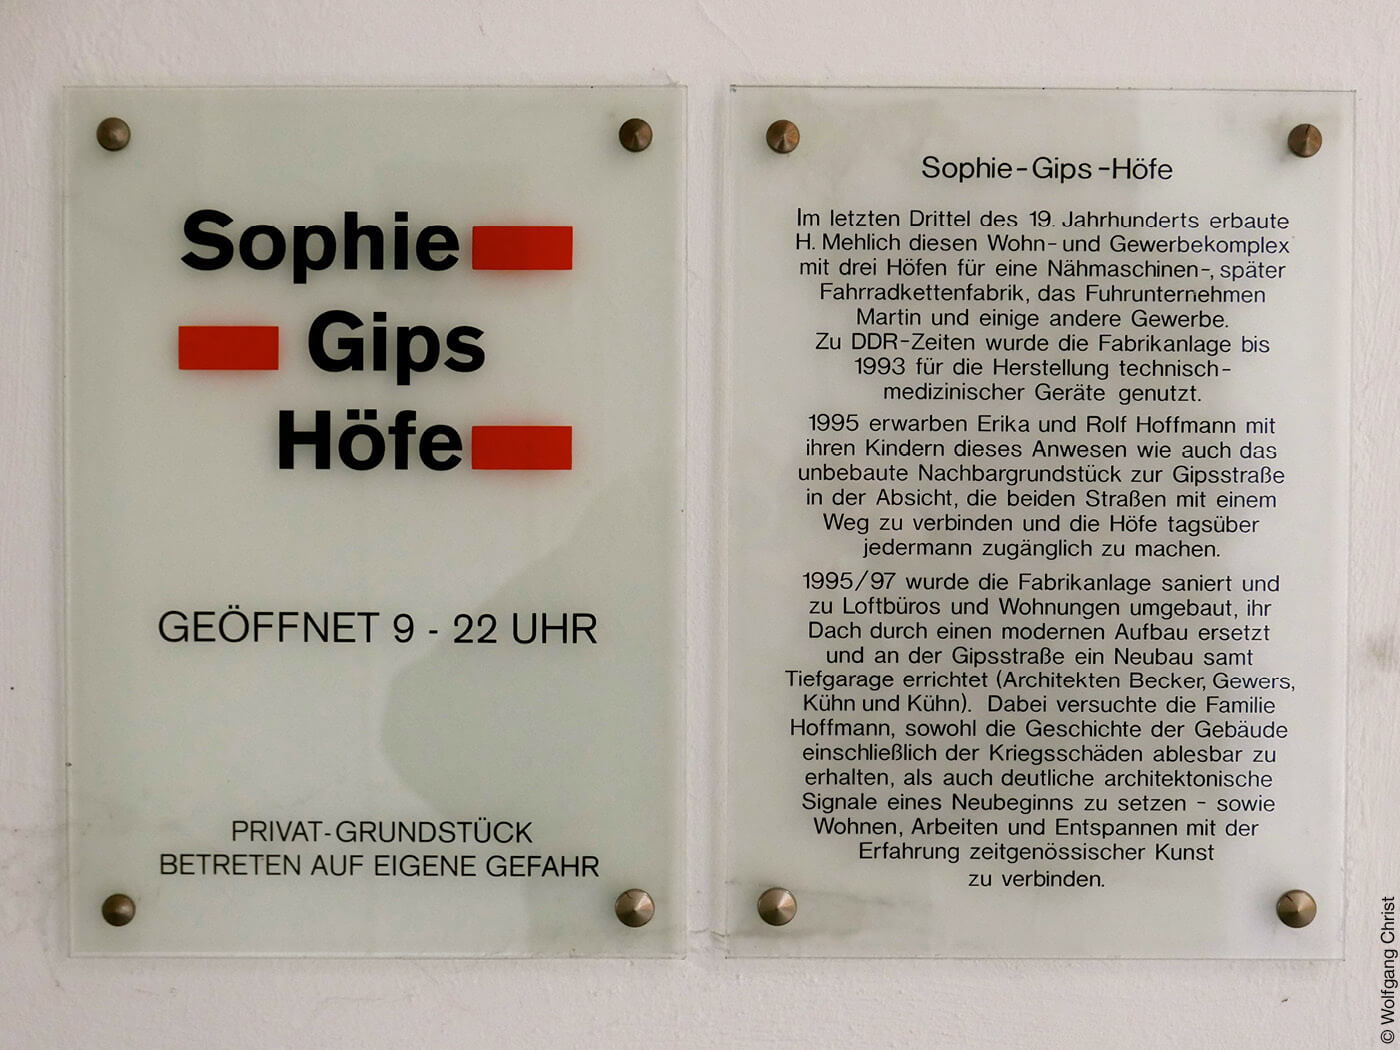 Sophie
Gips
Höfe
GEÖFFNET 9 - 22 UHR
PRIVAT-GRUNDSTÜCK
BETRETEN AUF EIGENE GEFAHR
Sophie-Gips-Höfe
Im letzten Drittel des 19. Jahrhunderts erbaute
H. Mehlich diesen Wohn- und Gewerbekomplex
mit drei Höfen für eine Nähmaschinen-, später
Fahrradkettenfabrik, das Fuhrunternehmen
Martin und einige andere Gewerbe.
Zu DDR-Zeiten wurde die Fabrikanlage bis
1993 für die Herstellung technisch-
medizinischer Geräte genutzt.
1995 erwarben Erika und Rolf Hoffmann mit
ihren Kindern dieses Anwesen wie auch das
unbebaute Nachbargrundstück zur Gipsstraße
in der Absicht, die beiden Straßen mit einem
Weg zu verbinden und die Höfe tagsüber
jedermann zugänglich zu machen.
1995/97 wurde die Fabrikanlage saniert und
zu Loftbüros und Wohnungen umgebaut, ihr
Dach durch einen modernen Aufbau ersetzt
und an der Gipsstraße ein Neubau samt
Tiefgarage errichtet (Architekten Becker, Gewers,
Kühn und Kühn). Dabei versuchte die Familie
Hoffmann, sowohl die Geschichte der Gebäude
einschließlich der Kriegsschäden ablesbar zu
erhalten, als auch deutliche architektonische
Signale eines Neubeginns zu setzen - sowie
Wohnen, Arbeiten und Entspannen mit der
Erfahrung zeitgenössischer Kunst
zu verbinden.
© Wolfgang Christ